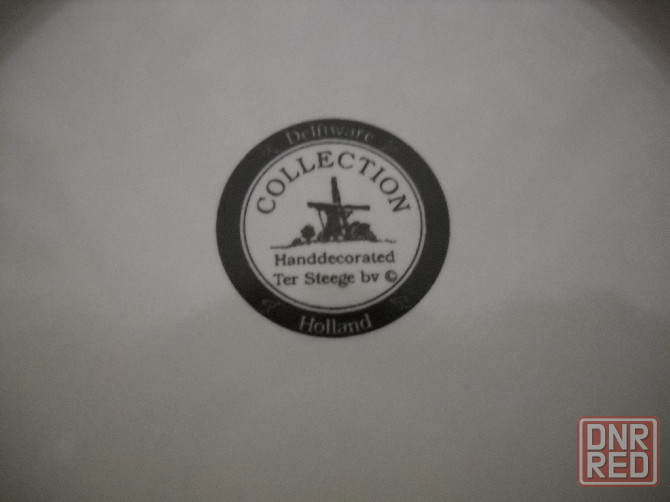 Delftware
COLLECTION
Handdecorated
Ter Steege bv ©
Holland
DNR
RED